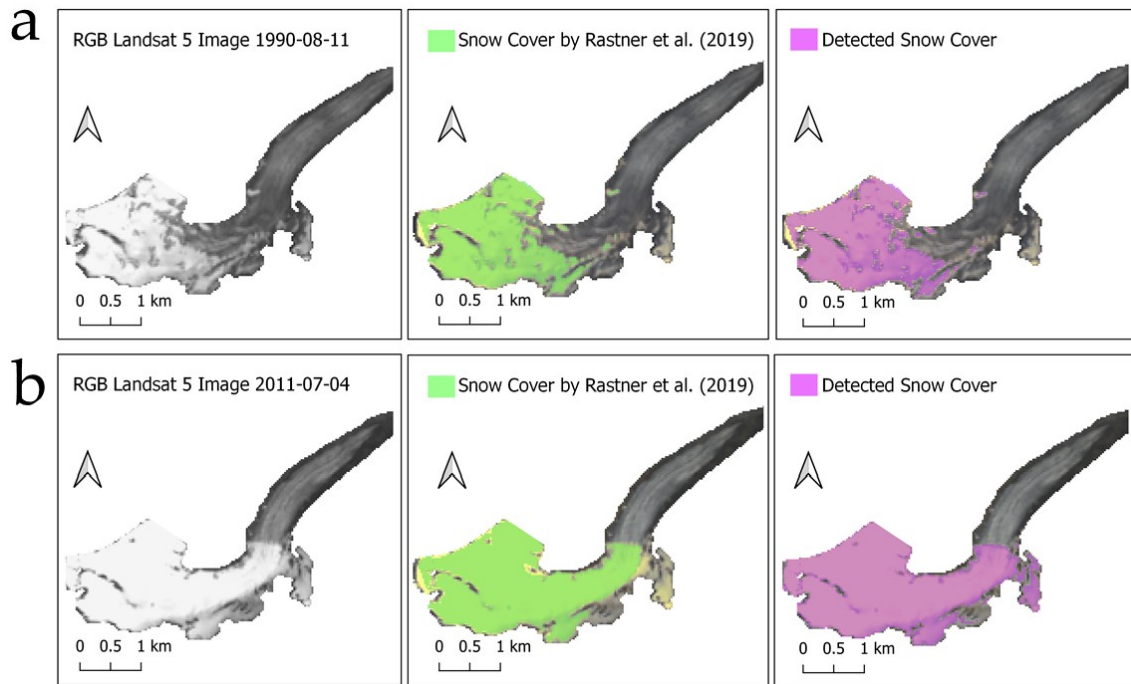 a
RGB Landsat 5 Image 1990-08-11
Snow Cover by Rastner et al. (2019)
Detected Snow Cover
0 0.5 1 km
0 0.5 1 km
0 0.5 1 km
b
RGB Landsat 5 Image 2011-07-04
Snow Cover by Rastner et al. (2019)
Detected Snow Cover
0 0.5 1 km
0 0.5 1 km
0 0.5 1 km